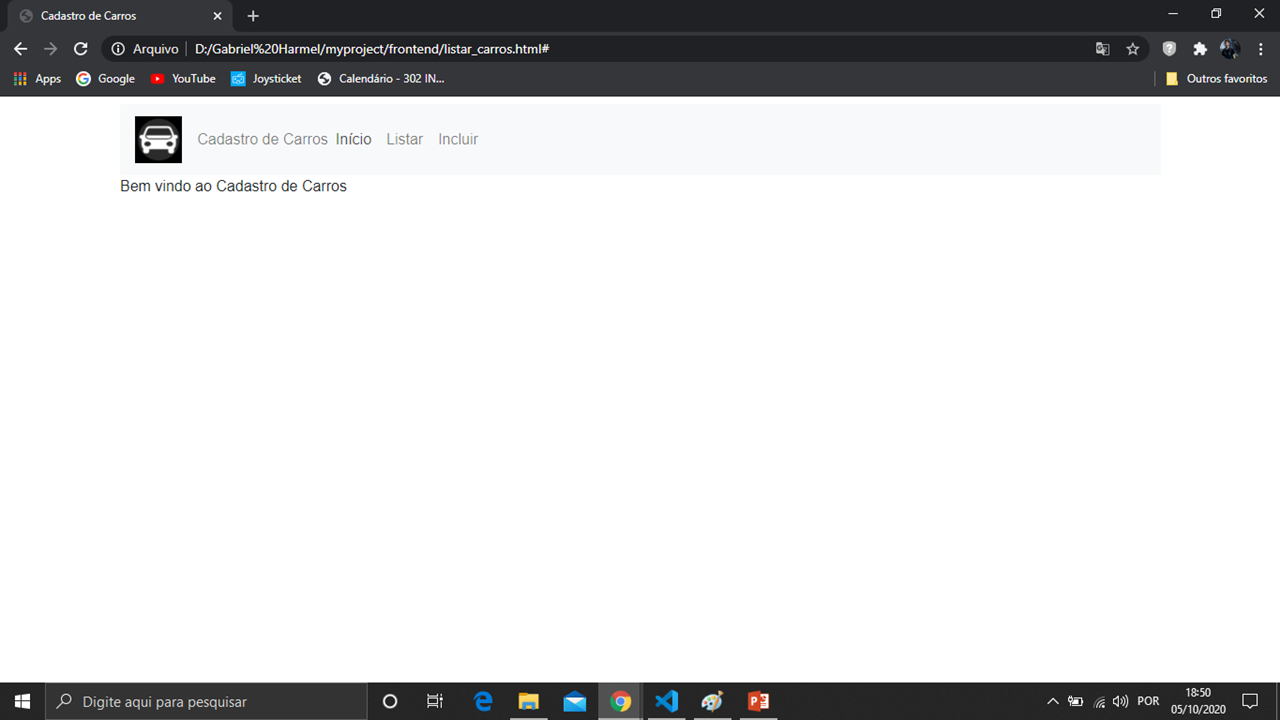 Cadastro de Carros
Arquivo D:/Gabriel%20Harmel/myproject/frontend/listar_carros.html#
Apps Google YouTube Joysticket Calendário - 302 IN... Outros favoritos
Cadastro de Carros Início Listar Incluir
Bem vindo ao Cadastro de Carros
Digite aqui para pesquisar
POR
18:50
05/10/2020